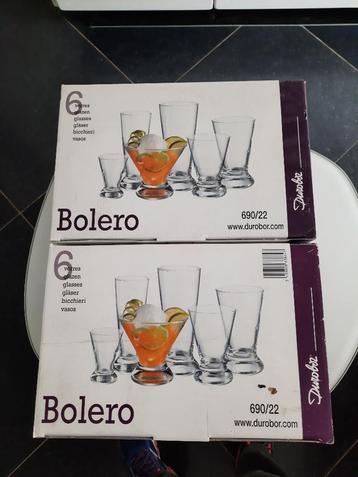 6
verres
glazen
glasses
gläser
bicchieri
vasos
Bolero
690/22
www.durobor.com
Durobor
6
verres
glazen
glasses
gläser
bicchieri
vasos
Bolero
690/22
www.durobor.com
Durobor